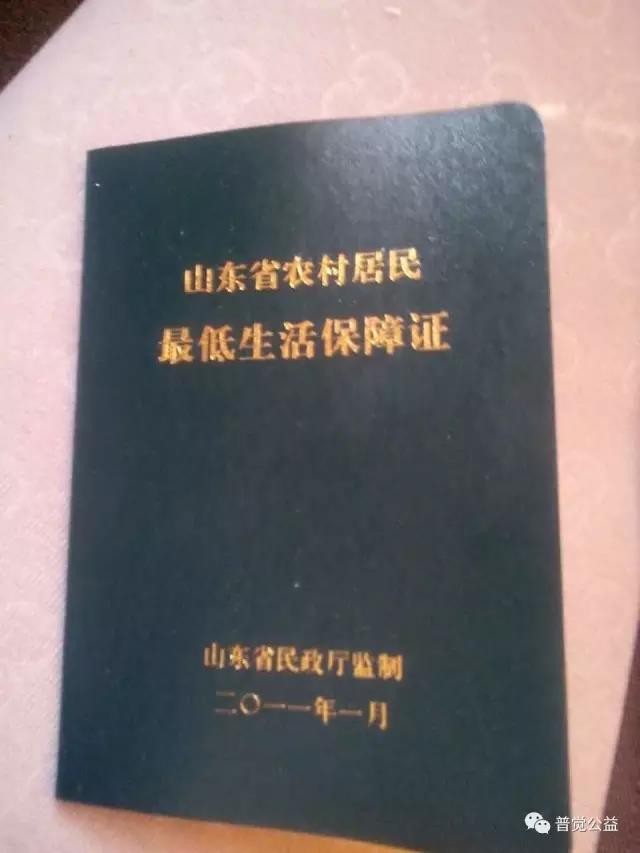 山东省农村居民
最低生活保障证
山东省民政厅监制
二〇一一年一月
普觉公益